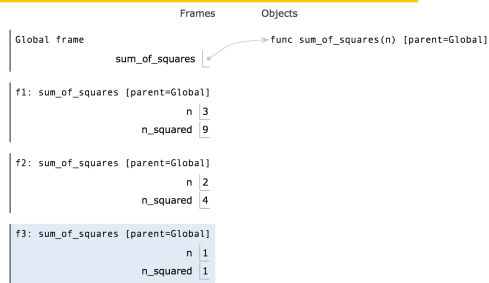 Frames Objects
Global frame func sum_of_squares(n) [parent=Global]
sum_of_squares
f1: sum_of_squares [parent=Global]
n 3
n_squared 9
f2: sum_of_squares [parent=Global]
n 2
n_squared 4
f3: sum_of_squares [parent=Global]
n 1
n_squared 1